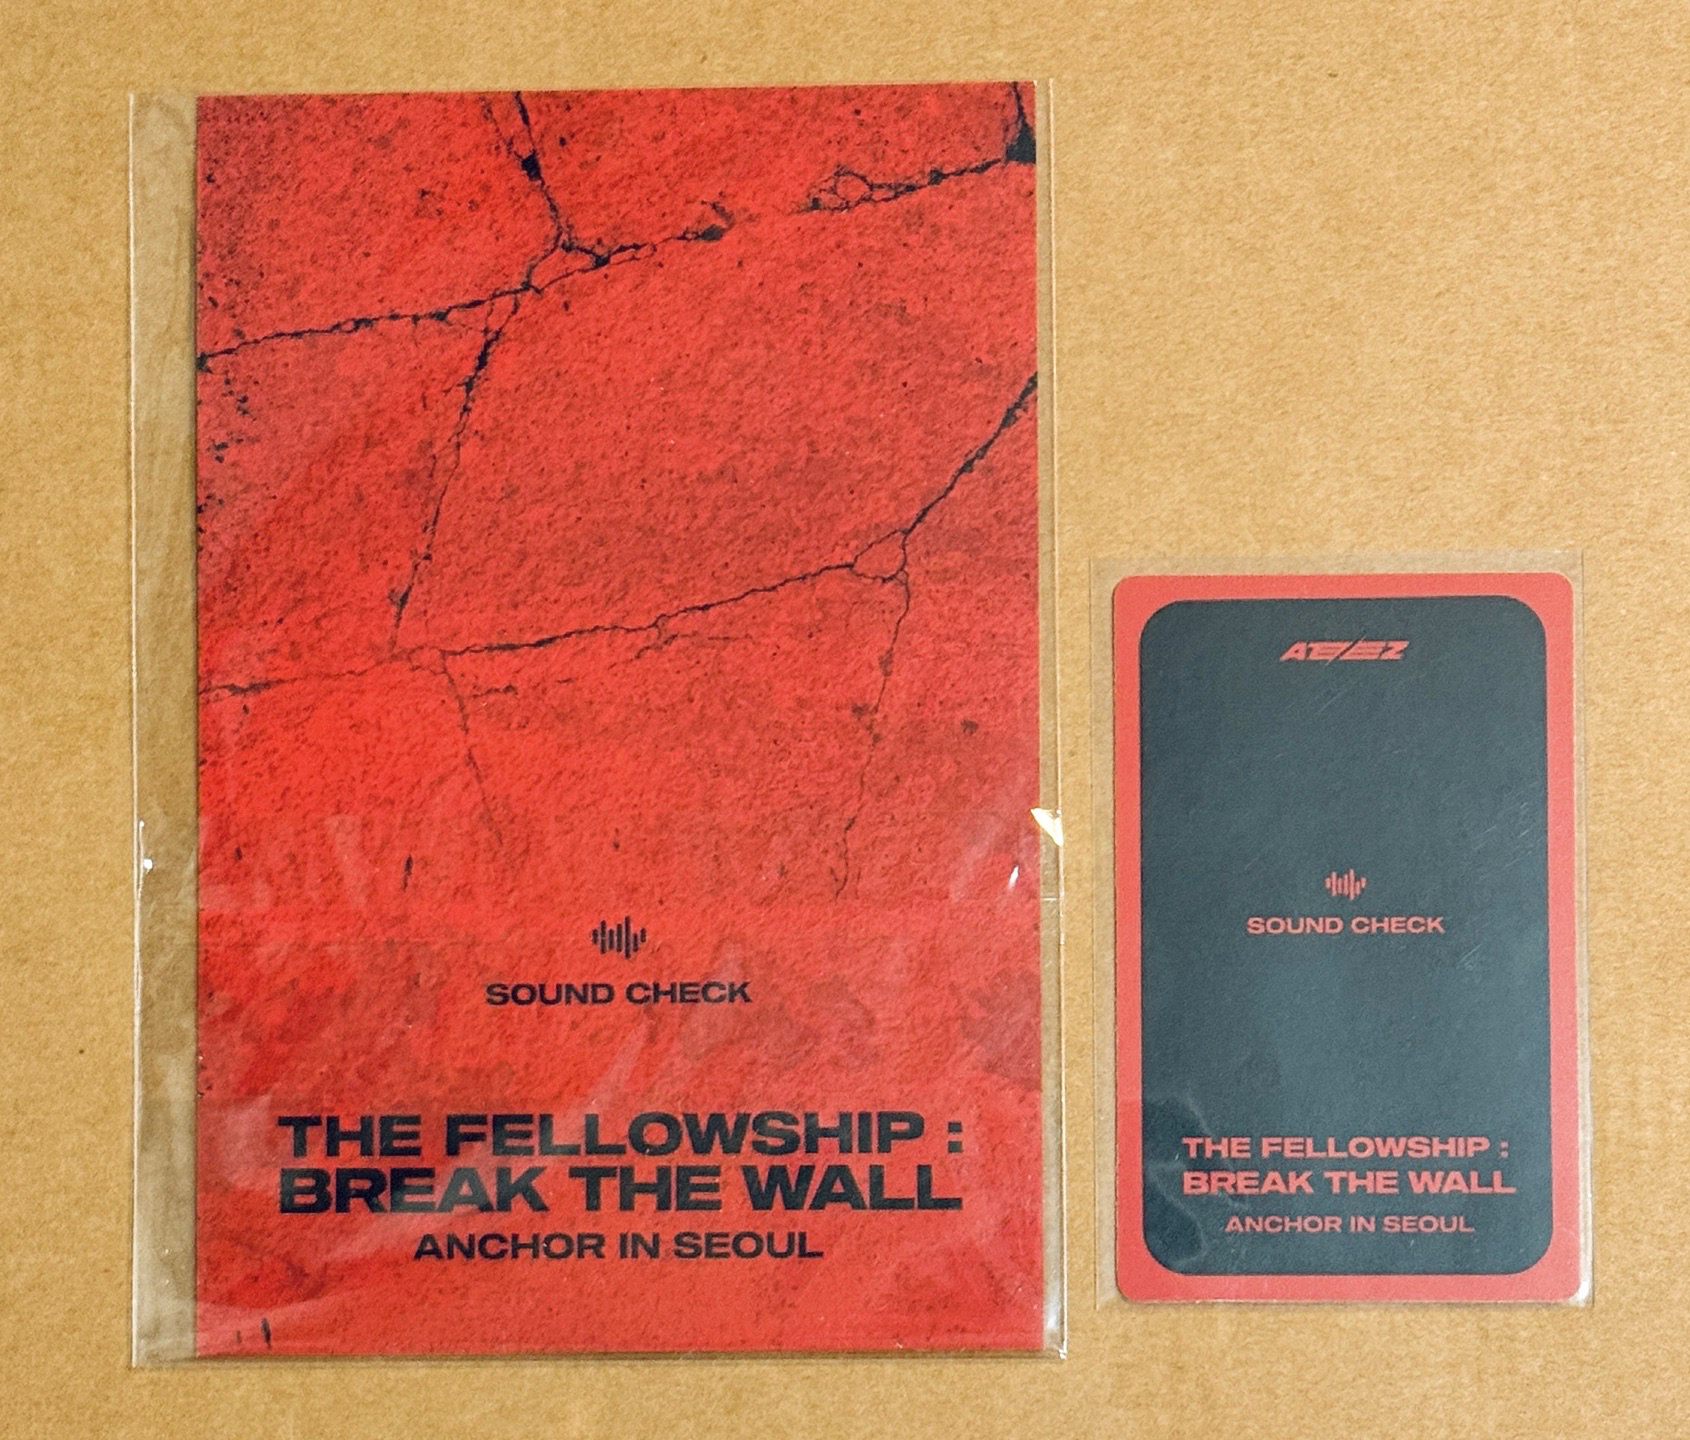 SOUND CHECK
THE FELLOWSHIP :
BREAK THE WALL
ANCHOR IN SEOUL
ATEEZ
SOUND CHECK
THE FELLOWSHIP :
BREAK THE WALL
ANCHOR IN SEOUL